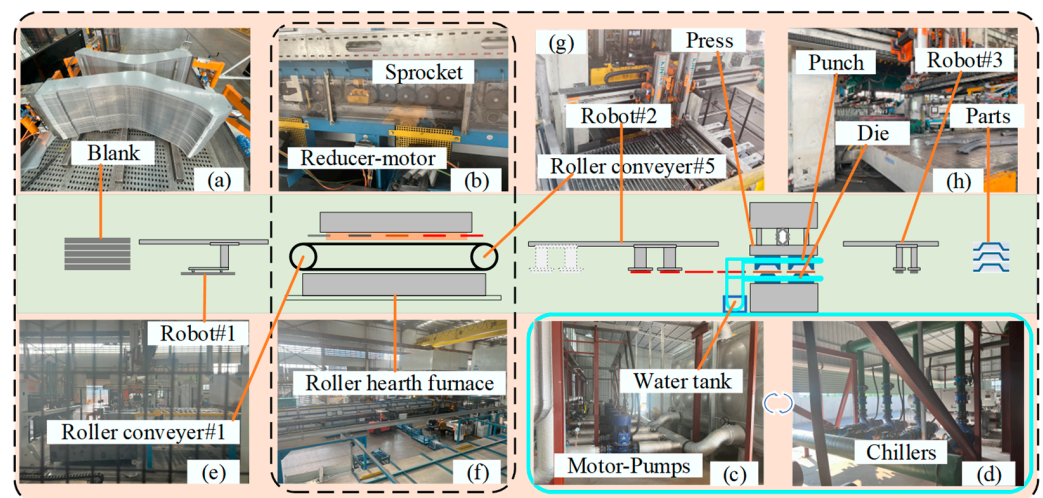 (g)
Press
Punch
Robot#3
Sprocket
Robot#2
Die
Parts
Blank
Reducer-motor
Roller conveyer#5
(a)
(b)
(h)
Robot#1
Roller hearth furnace
Water tank
Roller conveyer#1
(e)
(f)
Motor-Pumps
(c)
Chillers
(d)